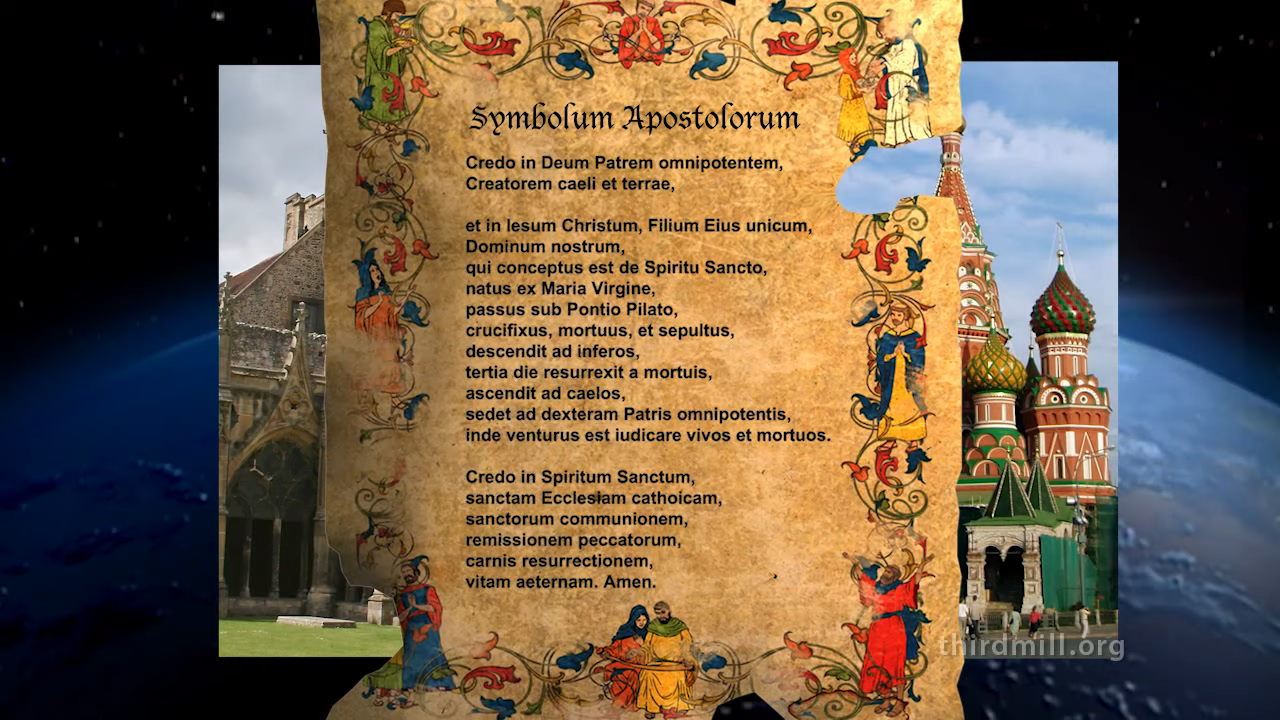 Symbolum Apostolorum
Credo in Deum Patrem omnipotentem,
Creatorem caeli et terrae,
et in Iesum Christum, Filium Eius unicum,
Dominum nostrum,
qui conceptus est de Spiritu Sancto,
natus ex Maria Virgine,
passus sub Pontio Pilato,
crucifixus, mortuus, et sepultus,
descendit ad inferos,
tertia die resurrexit a mortuis,
ascendit ad caelos,
sedet ad dexteram Patris omnipotentis,
inde venturus est iudicare vivos et mortuos.
Credo in Spiritum Sanctum,
sanctam Ecclesiam cathoicam,
sanctorum communionem,
remissionem peccatorum,
carnis resurrectionem,
vitam aeternam. Amen.
thirdmill.org